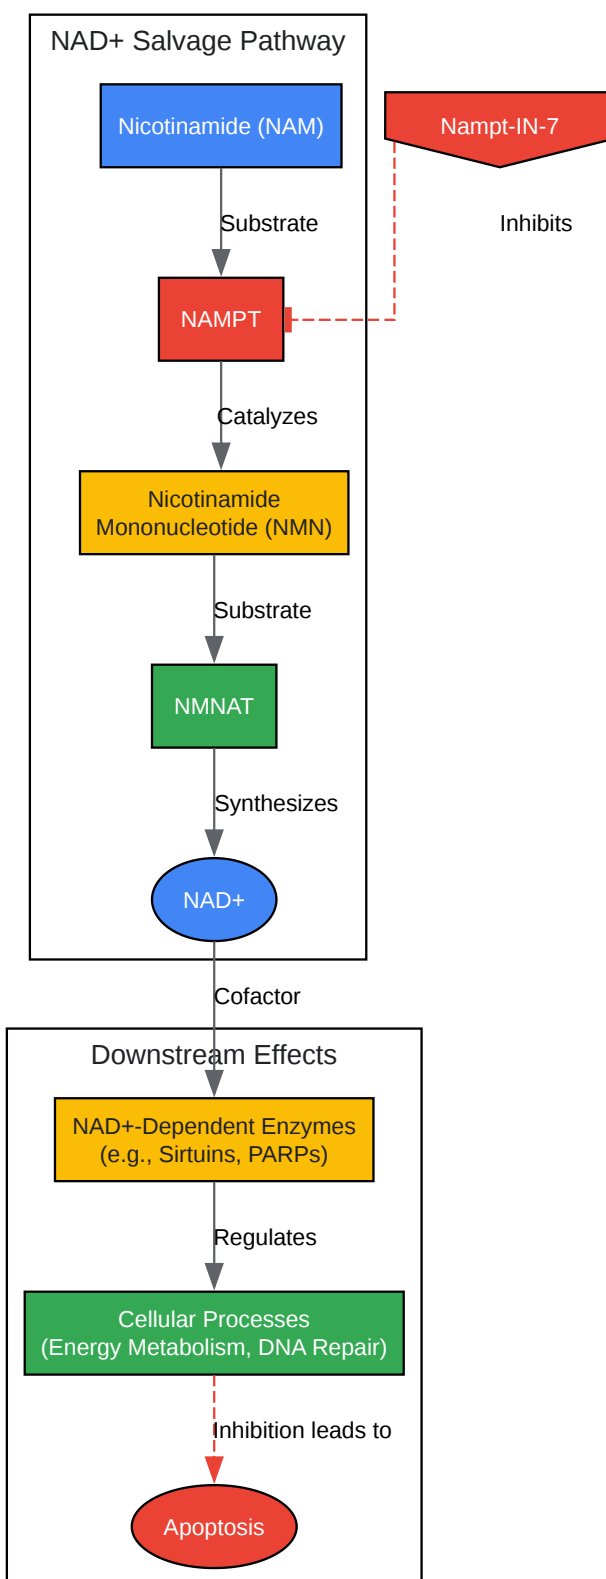 NAD+ Salvage Pathway
Nicotinamide (NAM)
Nampt-IN-7
Substrate
Inhibits
NAMPT
Catalyzes
Nicotinamide
Mononucleotide (NMN)
Substrate
NMNAT
Synthesizes
NAD+
Cofactor
Downstream Effects
NAD+-Dependent Enzymes
(e.g., Sirtuins, PARPs)
Regulates
Cellular Processes
(Energy Metabolism, DNA Repair)
Inhibition leads to
Apoptosis